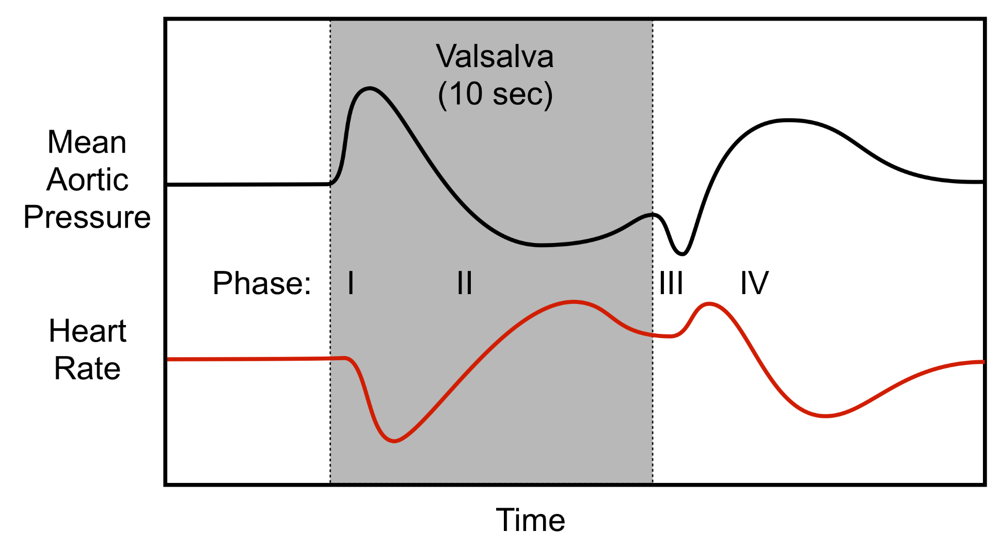 Valsalva
(10 sec)
Mean
Aortic
Pressure
Phase: I II III IV
Heart
Rate
Time